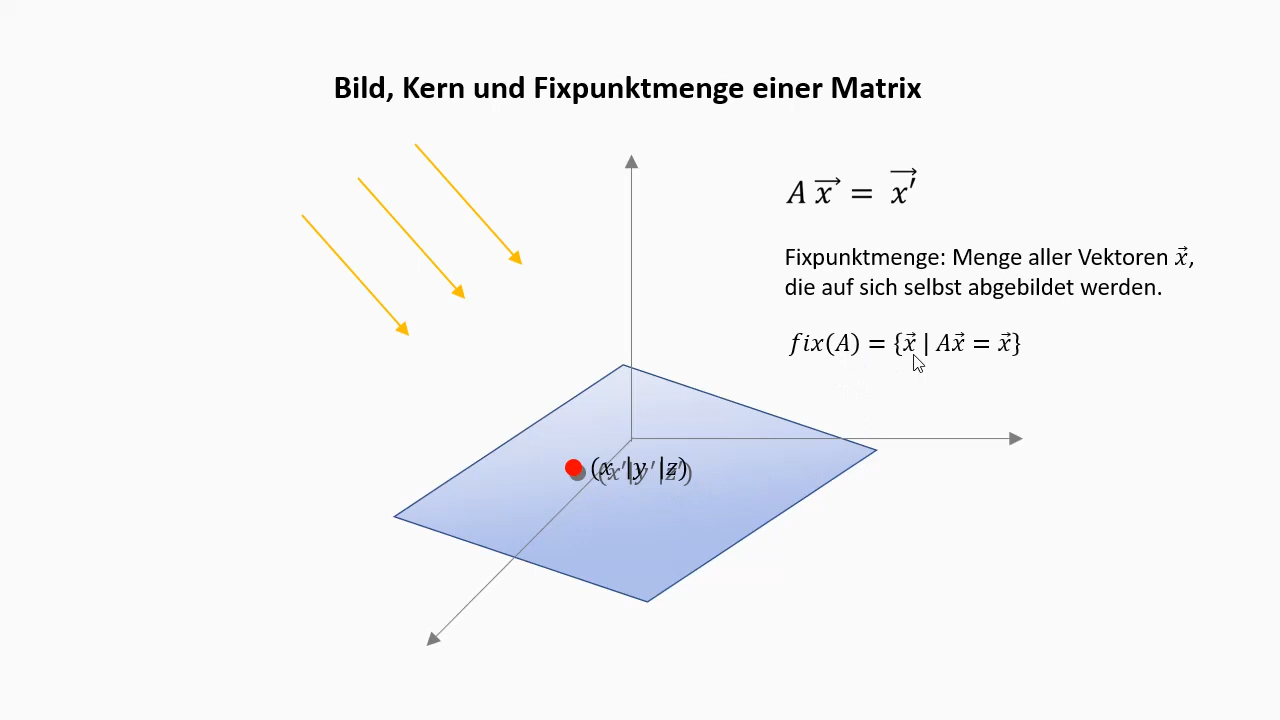 Bild, Kern und Fixpunktmenge einer Matrix
A x⃗ = x′⃗
Fixpunktmenge: Menge aller Vektoren x⃗,
die auf sich selbst abgebildet werden.
fix(A) = {x⃗ | Ax⃗ = x⃗}
(x |y |z)
(x′|y′|z′)